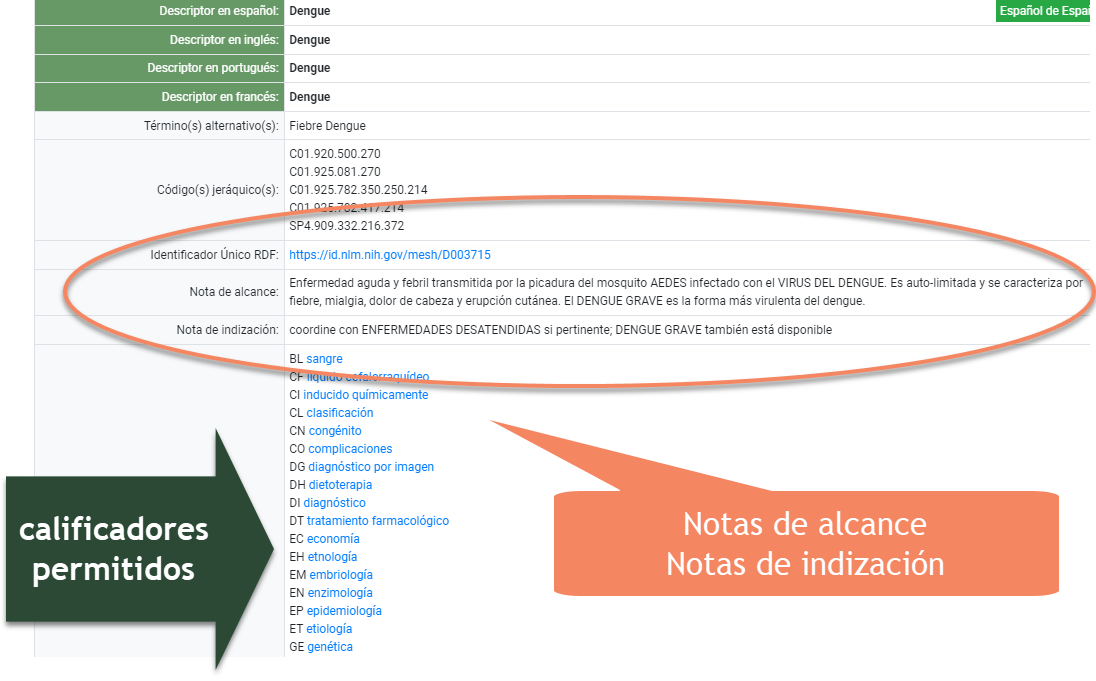 Descriptor en español: Dengue
Español de Espai
Descriptor en inglés: Dengue
Descriptor en portugués: Dengue
Descriptor en francés: Dengue
Término(s) alternativo(s): Fiebre Dengue
Código(s) jeráquico(s):
C01.920.500.270
C01.925.081.270
C01.925.782.350.250.214
C01.925.782.417.214
SP4.909.332.216.372
Identificador Único RDF: https://id.nlm.nih.gov/mesh/D003715
Nota de alcance: Enfermedad aguda y febril transmitida por la picadura del mosquito AEDES infectado con el VIRUS DEL DENGUE. Es auto-limitada y se caracteriza por
fiebre, mialgia, dolor de cabeza y erupción cutánea. El DENGUE GRAVE es la forma más virulenta del dengue.
Nota de indización: coordine con ENFERMEDADES DESATENDIDAS si pertinente; DENGUE GRAVE también está disponible
BL sangre
CF líquido cefalorraquídeo
CI inducido químicamente
CL clasificación
CN congénito
CO complicaciones
DG diagnóstico por imagen
DH dietoterapia
DI diagnóstico
DT tratamiento farmacológico
EC economía
EH etnología
EM embriología
EN enzimología
EP epidemiología
ET etiología
GE genética
calificadores
permitidos
Notas de alcance
Notas de indización